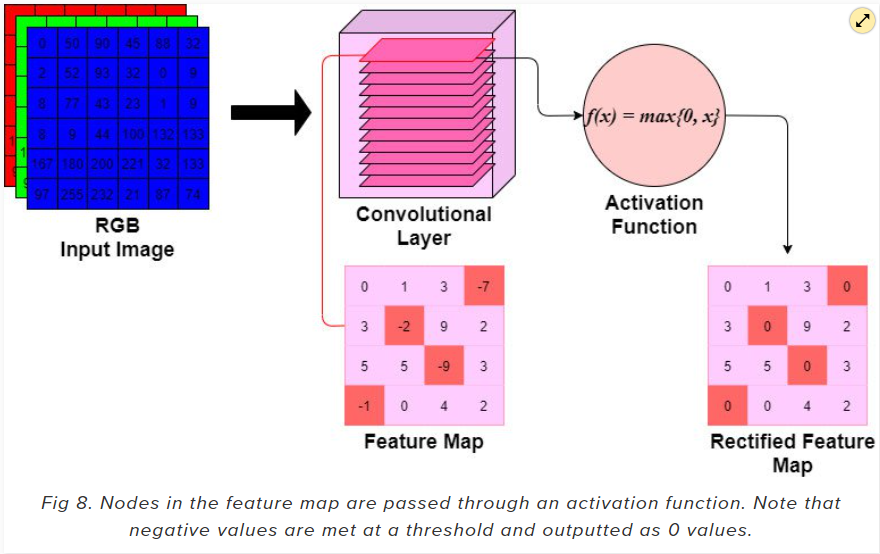 0 50 90 45 88 32
2 52 93 32 0 9
8 77 43 23 1 9
8 9 44 100 132 133
167 180 200 221 32 133
97 255 232 21 87 74
RGB
Input Image
Convolutional
Layer
f(x) = max{0, x}
Activation
Function
0 1 3 -7
3 -2 9 2
5 5 -9 3
-1 0 4 2
Feature Map
0 1 3 0
3 0 9 2
5 5 0 3
0 0 4 2
Rectified Feature
Map
Fig 8. Nodes in the feature map are passed through an activation function. Note that
negative values are met at a threshold and outputted as 0 values.